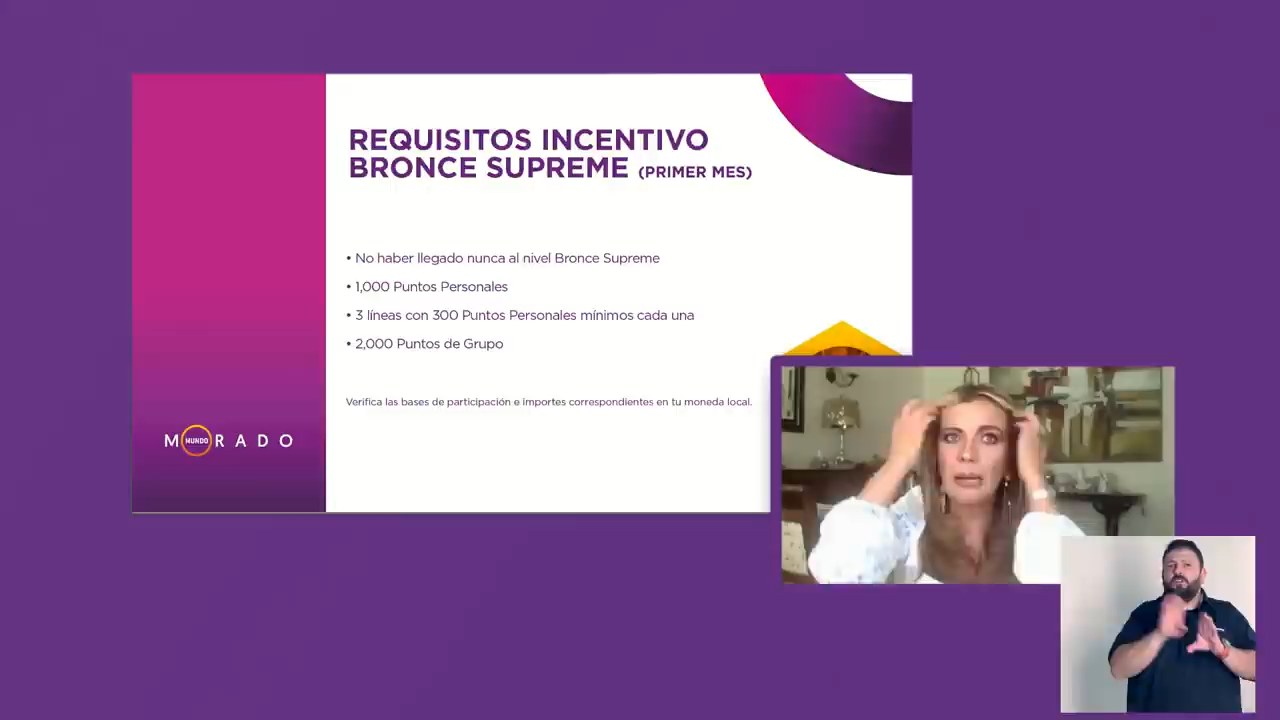 REQUISITOS INCENTIVO
BRONCE SUPREME (PRIMER MES)
• No haber llegado nunca al nivel Bronce Supreme
• 1,000 Puntos Personales
• 3 líneas con 300 Puntos Personales mínimos cada una
• 2,000 Puntos de Grupo
Verifica las bases de participación e importes correspondientes en tu moneda local.
M MUNDO RADO